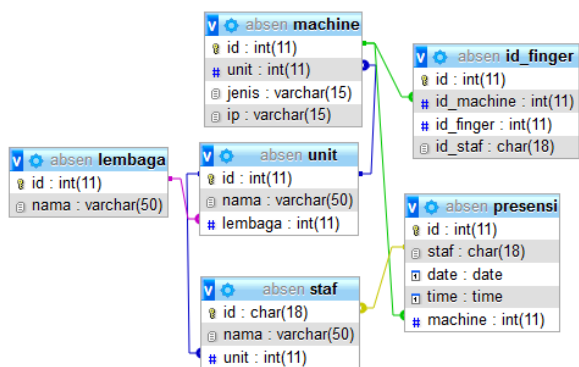 v absen machine
id : int(11)
# unit : int(11)
jenis : varchar(15)
ip : varchar(15)
v absen id_finger
id : int(11)
# id_machine : int(11)
# id_finger : int(11)
id_staf : char(18)
v absen lembaga
id : int(11)
nama : varchar(50)
v absen unit
id : int(11)
nama : varchar(50)
# lembaga : int(11)
v absen presensi
id : int(11)
staf : char(18)
date : date
time : time
# machine : int(11)
v absen staf
id : char(18)
nama : varchar(50)
# unit : int(11)